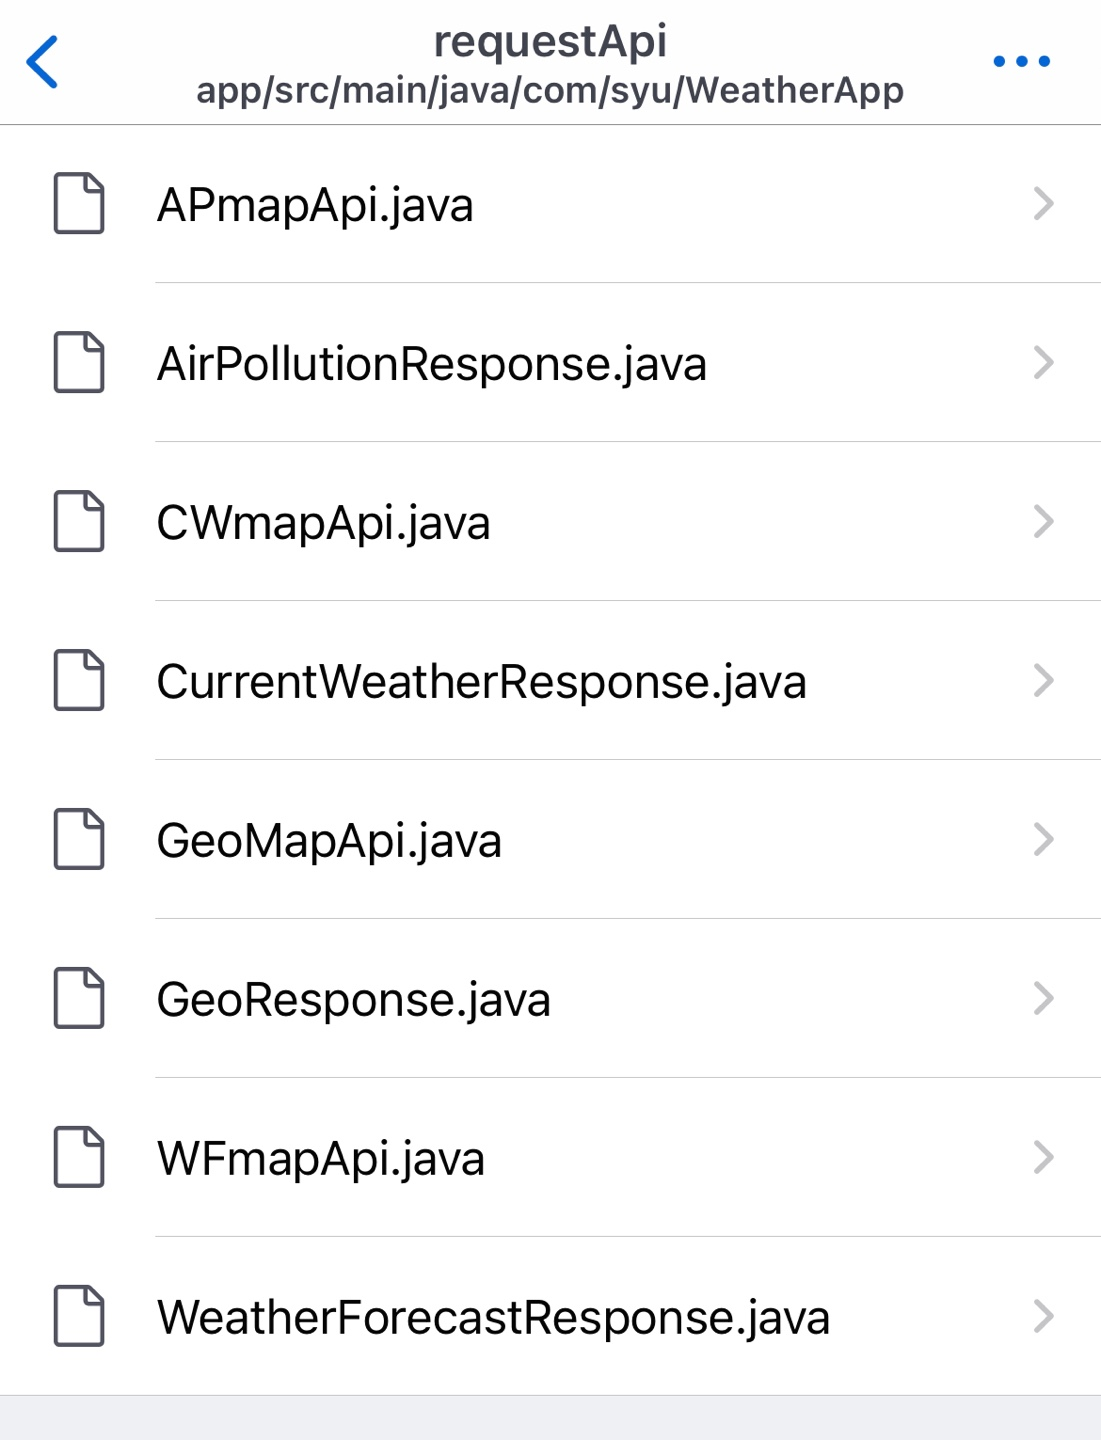 requestApi
app/src/main/java/com/syu/WeatherApp
APmapApi.java
AirPollutionResponse.java
CWmapApi.java
CurrentWeatherResponse.java
GeoMapApi.java
GeoResponse.java
WFmapApi.java
WeatherForecastResponse.java